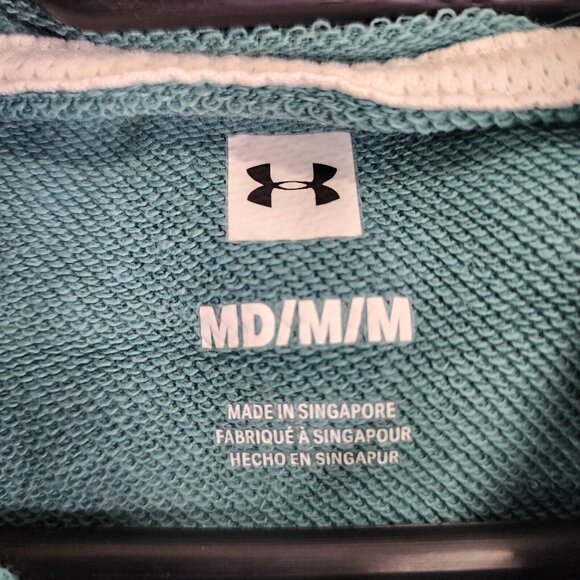 MD/M/M
MADE IN SINGAPORE
FABRIQUÉ À SINGAPOUR
HECHO EN SINGAPUR